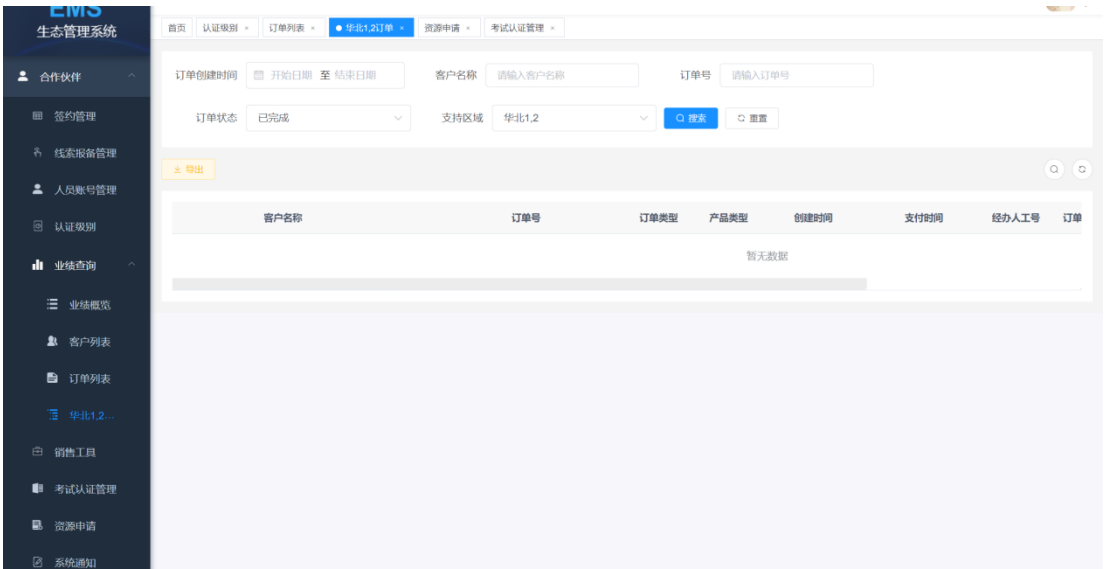 EMS
生态管理系统
首页 认证级别 × 订单列表 × 华北1,2订单 × 资源申请 × 考试认证管理 ×
合作伙伴
签约管理
线索报备管理
人员账号管理
认证级别
业绩查询
业绩概览
客户列表
订单列表
华北1,2...
销售工具
考试认证管理
资源申请
系统通知
订单创建时间 开始日期 至 结束日期 客户名称 请输入客户名称 订单号 请输入订单号
订单状态 已完成 支持区域 华北1,2 搜索 重置
导出
客户名称 订单号 订单类型 产品类型 创建时间 支付时间 经办人工号 订单
暂无数据